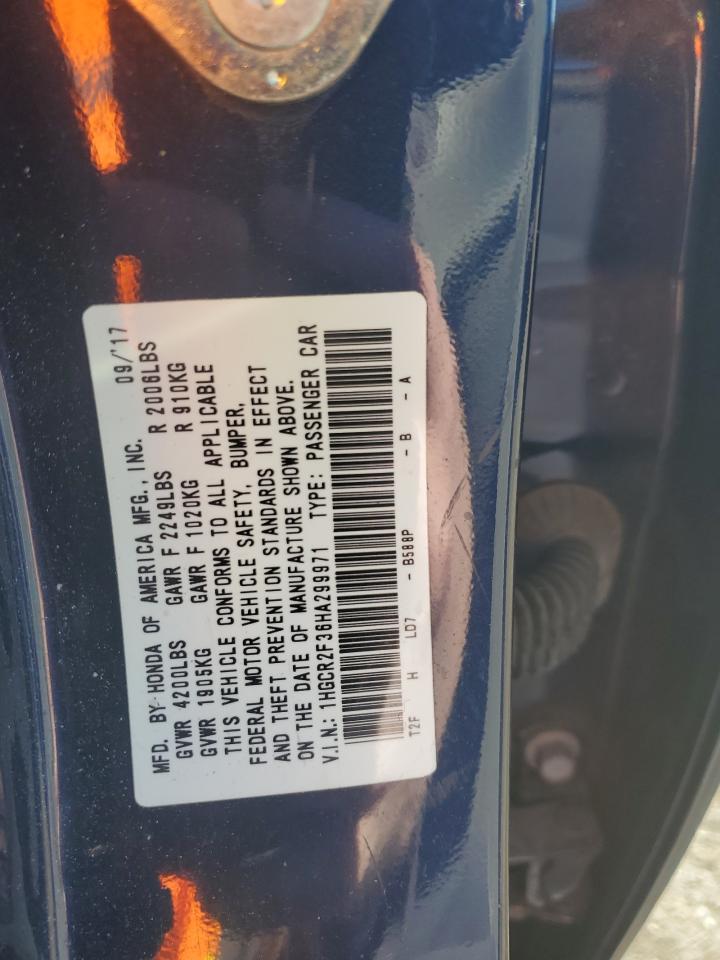 MFD. BY HONDA OF AMERICA MFG., INC. 09/'17
GVWR 4200LBS GAWR F 2249LBS R 2006LBS
GVWR 1905KG GAWR F 1020KG R 910KG
THIS VEHICLE CONFORMS TO ALL APPLICABLE
FEDERAL MOTOR VEHICLE SAFETY, BUMPER,
AND THEFT PREVENTION STANDARDS IN EFFECT
ON THE DATE OF MANUFACTURE SHOWN ABOVE.
V.I.N.: 1HGCR2F36HA299971 TYPE: PASSENGER CAR
T2F H LD7 - B588P - B - A